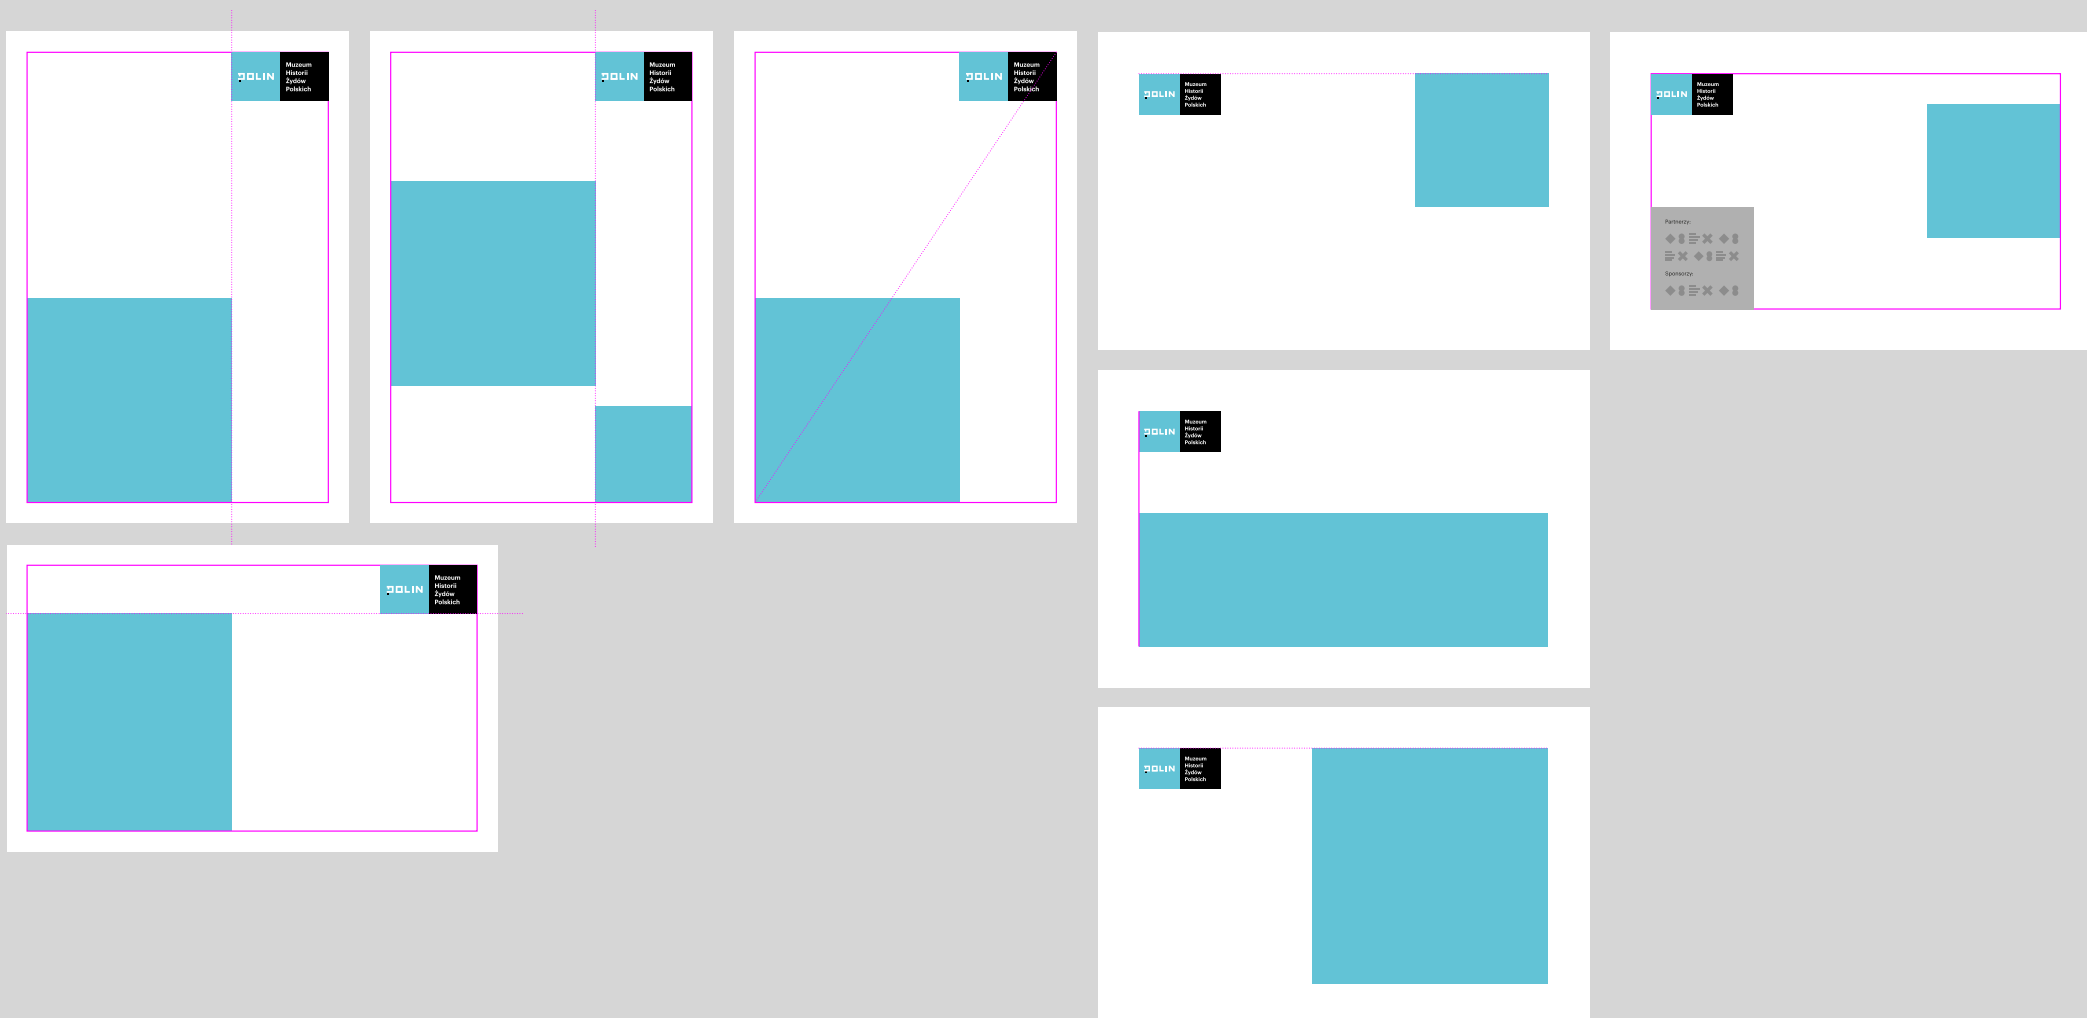 POLIN
Muzeum
Historii
Żydów
Polskich
POLIN
Muzeum
Historii
Żydów
Polskich
POLIN
Muzeum
Historii
Żydów
Polskich
POLIN
Muzeum
Historii
Żydów
Polskich
POLIN
Muzeum
Historii
Żydów
Polskich
Partnerzy:
Sponsorzy:
POLIN
Muzeum
Historii
Żydów
Polskich
POLIN
Muzeum
Historii
Żydów
Polskich
POLIN
Muzeum
Historii
Żydów
Polskich